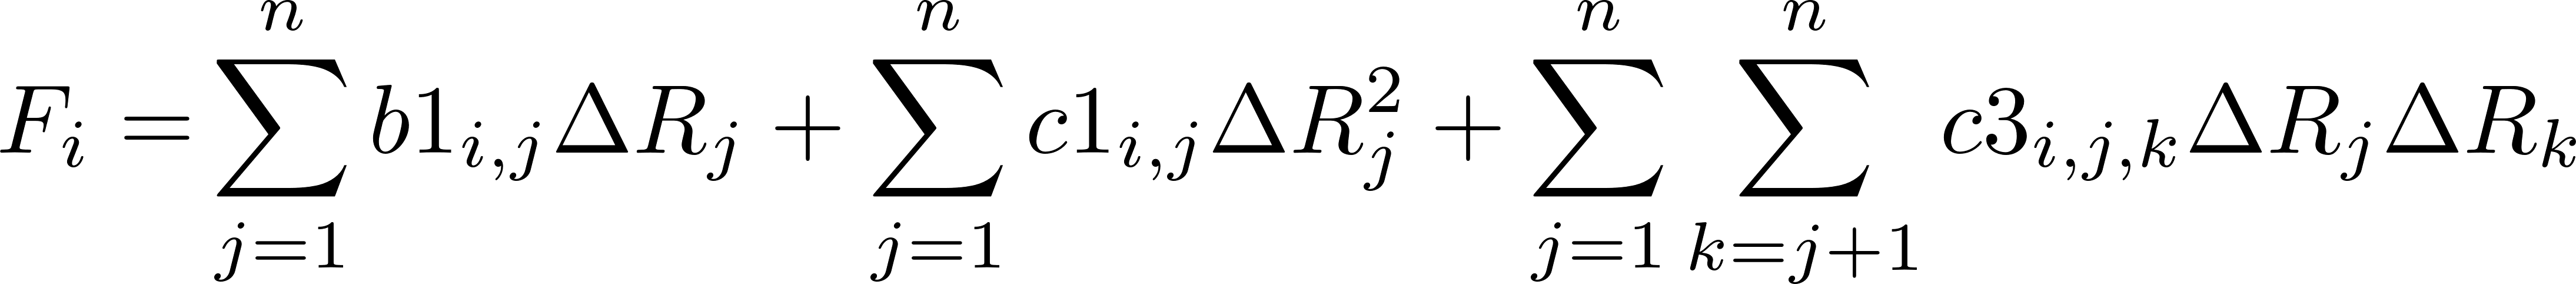 F_i = \sum_{j=1}^{n} b1_{i,j} \Delta R_j + \sum_{j=1}^{n} c1_{i,j} \Delta R_j^2 + \sum_{j=1}^{n} \sum_{k=j+1}^{n} c3_{i,j,k} \Delta R_j \Delta R_k